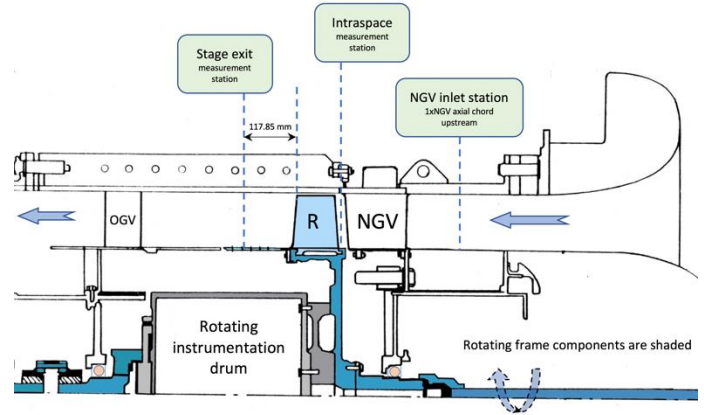 Intraspace
measurement
station
Stage exit
measurement
station
NGV inlet station
1xNGV axial chord
upstream
117.85 mm
OGV
R
NGV
Rotating
instrumentation
drum
Rotating frame components are shaded